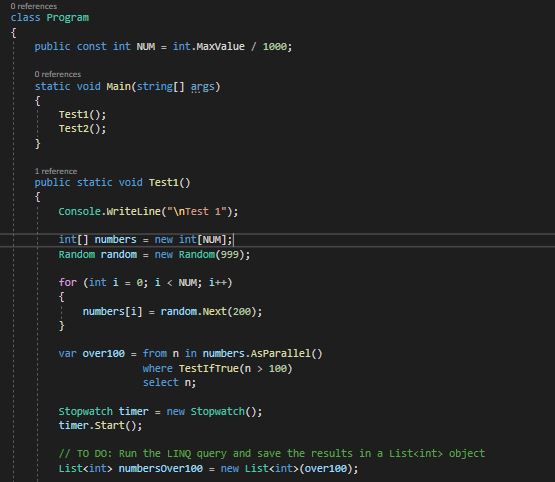 0 references
class Program
{
public const int NUM = int.MaxValue / 1000;
0 references
static void Main(string[] args)
{
Test1();
Test2();
}
1 reference
public static void Test1()
{
Console.WriteLine("\nTest 1");
int[] numbers = new int[NUM];
Random random = new Random(999);
for (int i = 0; i < NUM; i++)
{
numbers[i] = random.Next(200);
}
var over100 = from n in numbers.AsParallel()
where TestIfTrue(n > 100)
select n;
Stopwatch timer = new Stopwatch();
timer.Start();
// TO DO: Run the LINQ query and save the results in a List<int> object
List<int> numbersOver100 = new List<int>(over100);